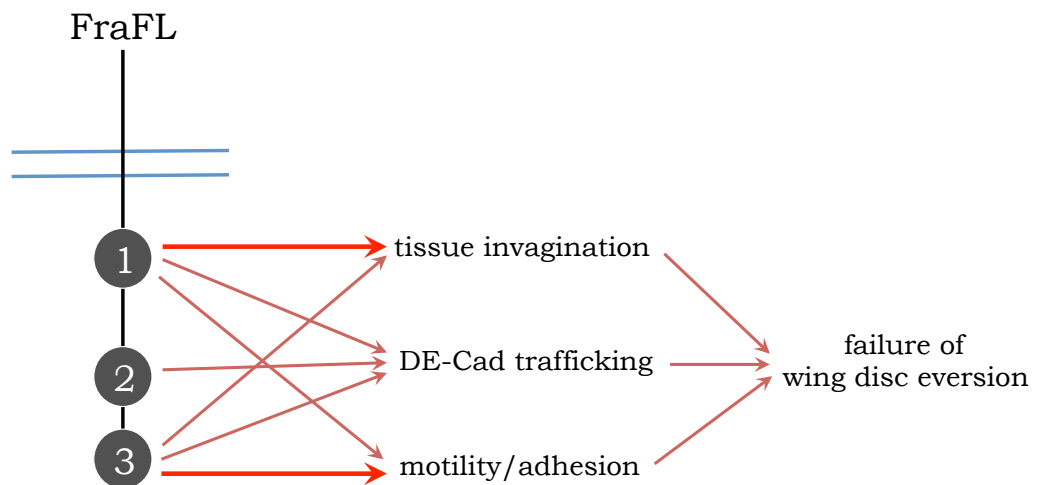 FraFL
1
tissue invagination
2
DE-Cad trafficking
failure of
wing disc eversion
3
motility/adhesion